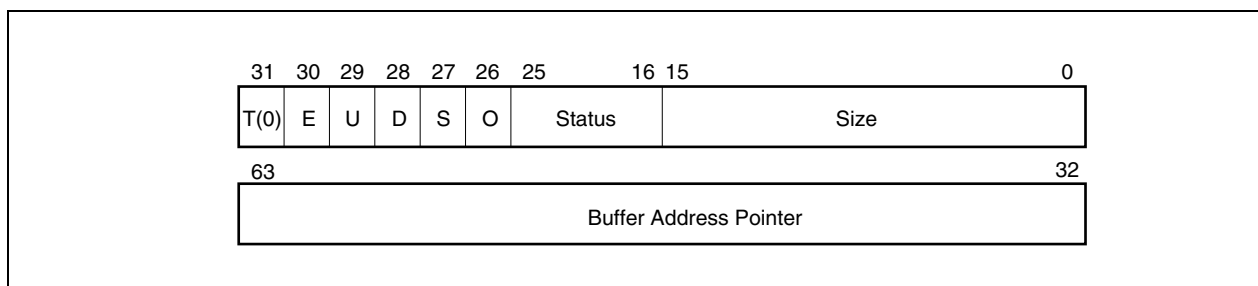 31 30 29 28 27 26 25 16 15 0
T(0) E U D S O Status Size
63 32
Buffer Address Pointer